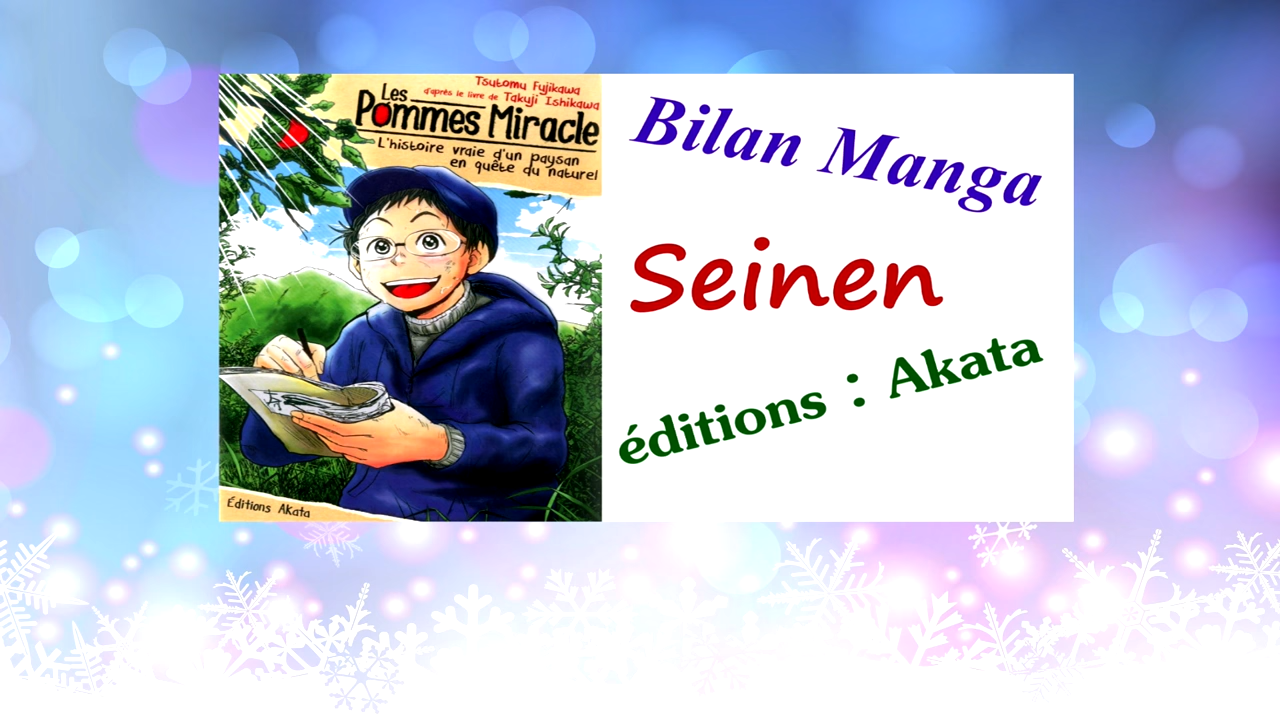 Tsutomu Fujikawa
d'après le livre de Takuji Ishikawa
Les
Pommes Miracle
L'histoire vraie d'un paysan
en quête du naturel
Éditions Akata
Bilan Manga
Seinen
éditions : Akata